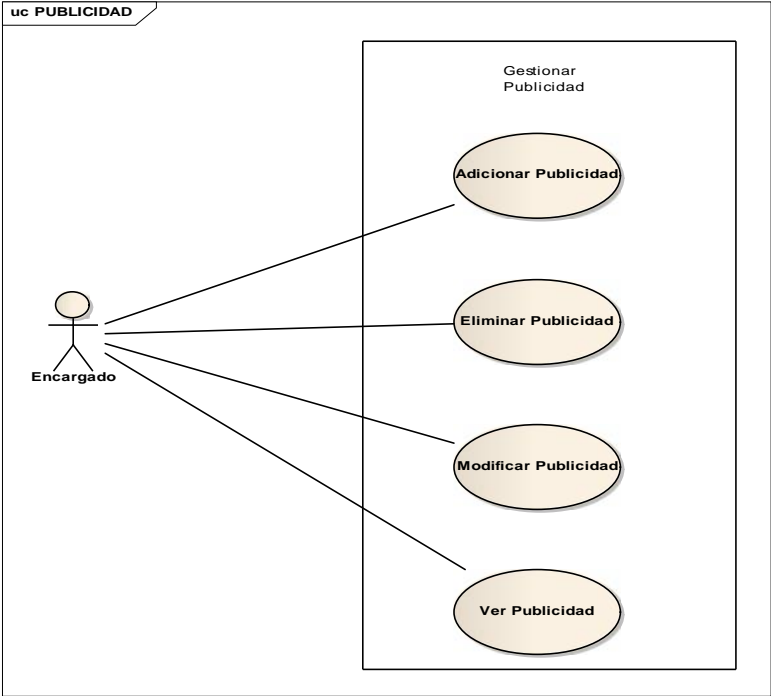 uc PUBLICIDAD
Gestionar
Publicidad
Adicionar Publicidad
Eliminar Publicidad
Encargado
Modificar Publicidad
Ver Publicidad